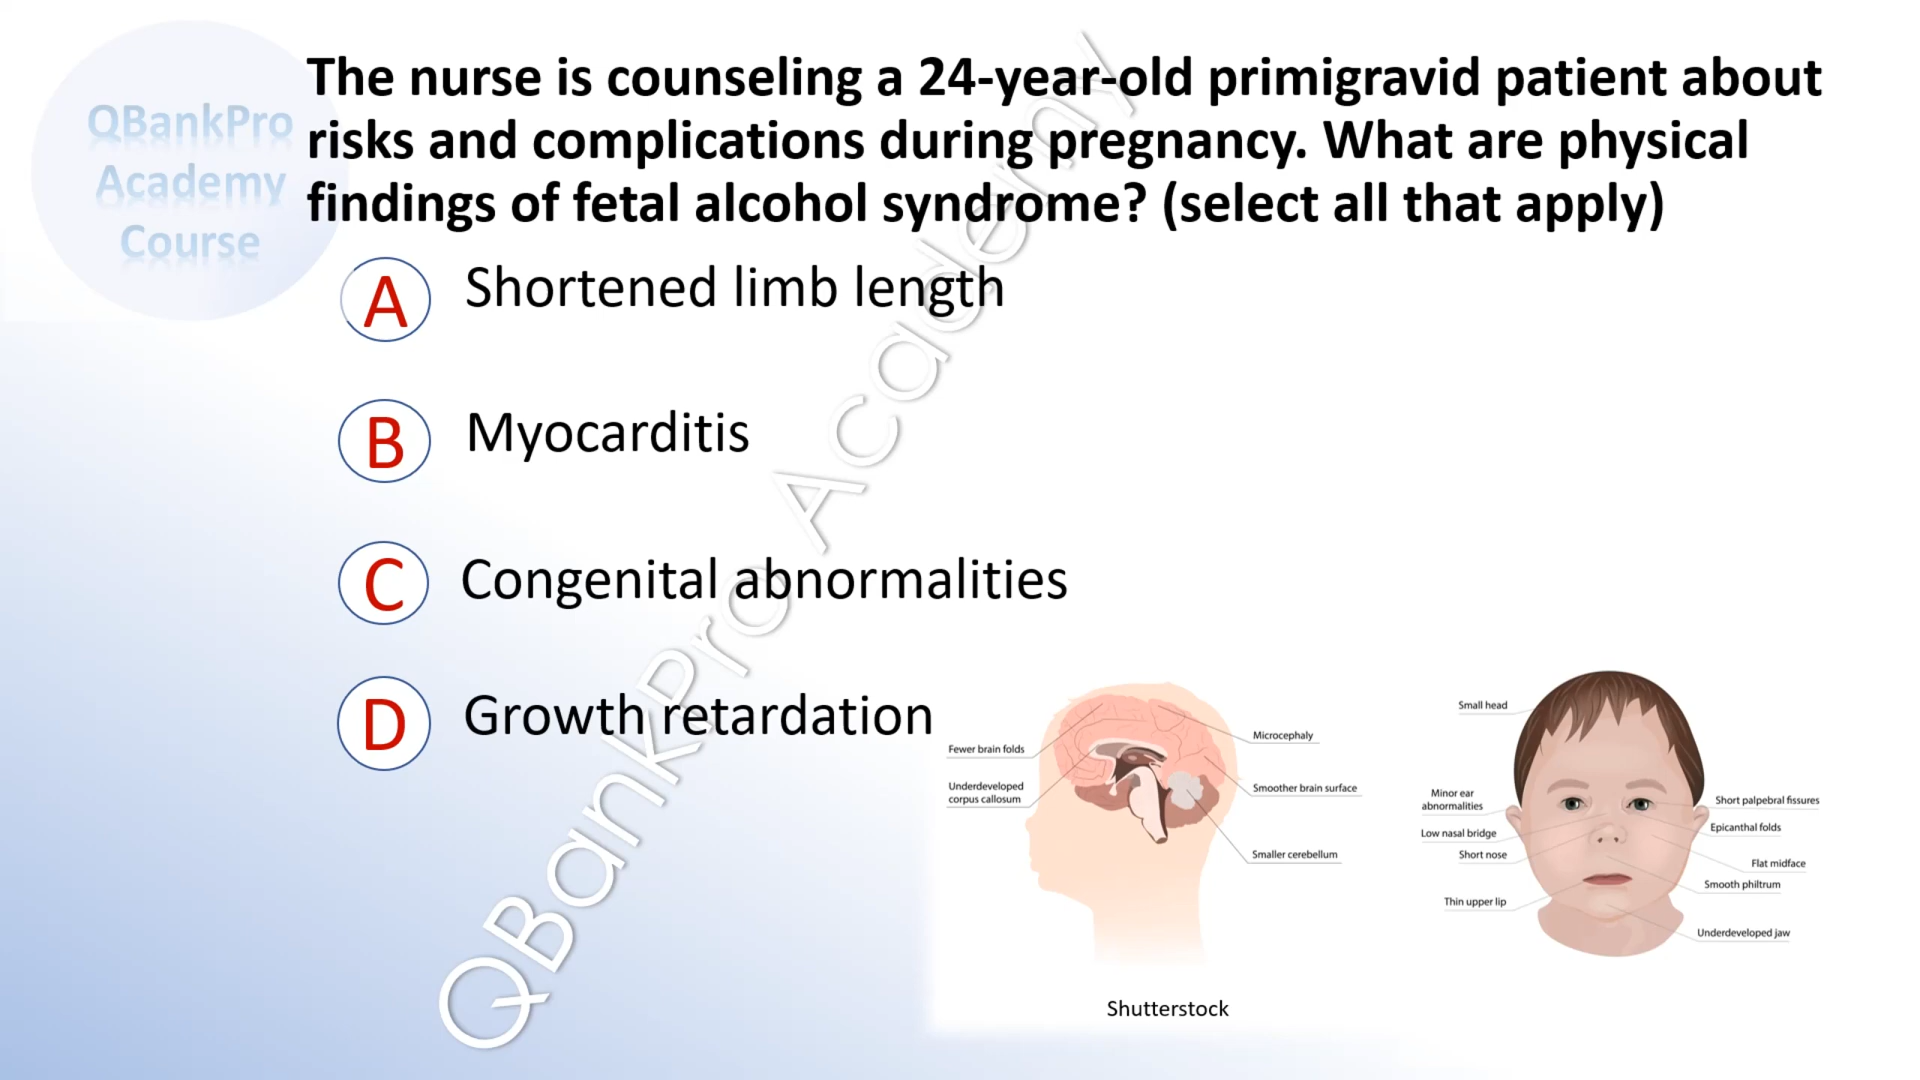 QBankPro
Academy
Course
The nurse is counseling a 24-year-old primigravid patient about
risks and complications during pregnancy. What are physical
findings of fetal alcohol syndrome? (select all that apply)
A Shortened limb length
B Myocarditis
C Congenital abnormalities
D Growth retardation
QBankPro Academy
Fewer brain folds
Underdeveloped
corpus callosum
Microcephaly
Smoother brain surface
Smaller cerebellum
Shutterstock
Small head
Minor ear
abnormalities
Low nasal bridge
Short nose
Thin upper lip
Short palpebral fissures
Epicanthal folds
Flat midface
Smooth philtrum
Underdeveloped jaw